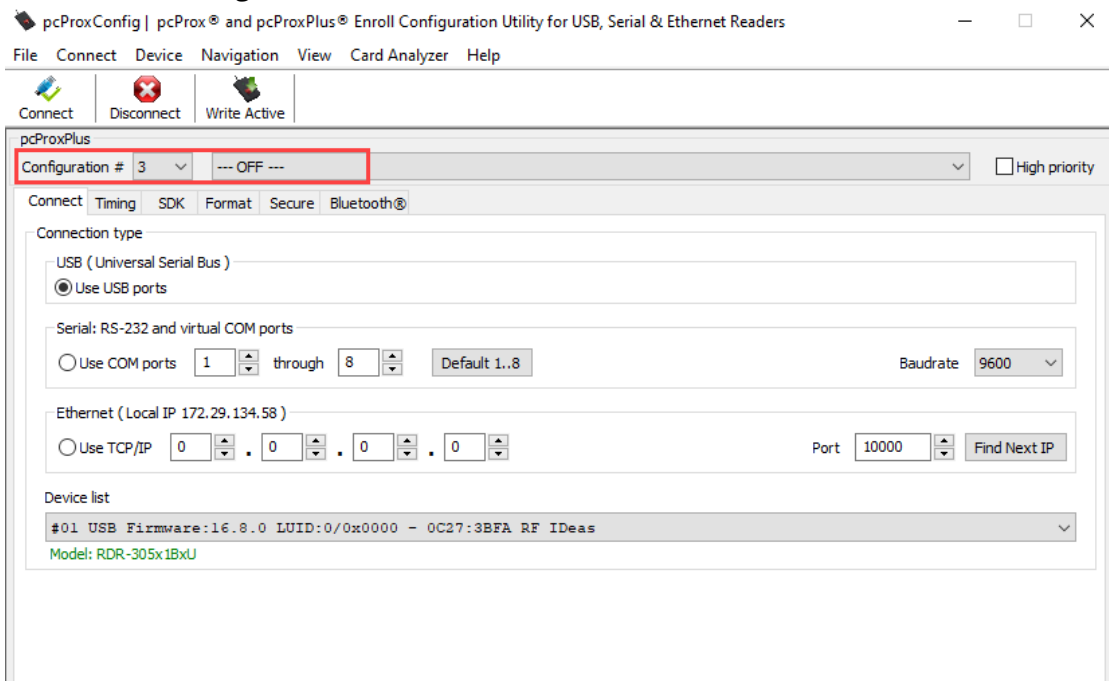 pcProxConfig | pcProx® and pcProxPlus® Enroll Configuration Utility for USB, Serial & Ethernet Readers
File Connect Device Navigation View Card Analyzer Help
Connect Disconnect Write Active
pcProxPlus
Configuration # 3 --- OFF --- High priority
Connect Timing SDK Format Secure Bluetooth®
Connection type
USB ( Universal Serial Bus )
Use USB ports
Serial: RS-232 and virtual COM ports
Use COM ports 1 through 8 Default 1..8 Baudrate 9600
Ethernet ( Local IP 172.29.134.58 )
Use TCP/IP 0 . 0 . 0 . 0 Port 10000 Find Next IP
Device list
#01 USB Firmware:16.8.0 LUID:0/0x0000 - 0C27:3BFA RF IDeas
Model: RDR-305x1BxU